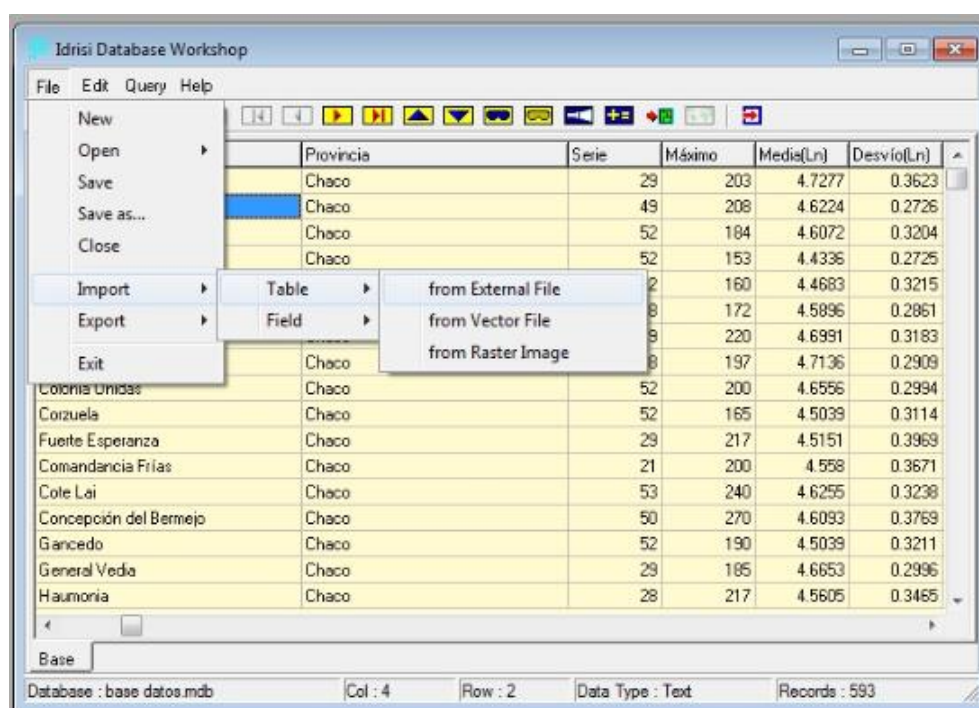 Idrisi Database Workshop
File Edit Query Help
New
Open
Save
Save as...
Close
Import
Export
Exit
Table
Field
from External File
from Vector File
from Raster Image
Provincia Serie Máximo Media(Ln) Desvío(Ln)
Chaco 29 203 4.7277 0.3623
Chaco 49 208 4.6224 0.2726
Chaco 52 184 4.6072 0.3204
Chaco 52 153 4.4336 0.2725
2 160 4.4683 0.3215
8 172 4.5896 0.2861
9 220 4.6991 0.3183
Chaco 8 197 4.7136 0.2909
Colonia Unidas 52 200 4.6556 0.2994
Corzuela Chaco 52 165 4.5039 0.3114
Fuerte Esperanza Chaco 29 217 4.5151 0.3969
Comandancia Frías Chaco 21 200 4.558 0.3671
Cote Lai Chaco 53 240 4.6255 0.3238
Concepción del Bermejo Chaco 50 270 4.6093 0.3769
Gancedo Chaco 52 190 4.5039 0.3211
General Vedia Chaco 29 185 4.6653 0.2996
Haumonia Chaco 28 217 4.5605 0.3465
Base
Database : base datos.mdb Col : 4 Row : 2 Data Type : Text Records : 593